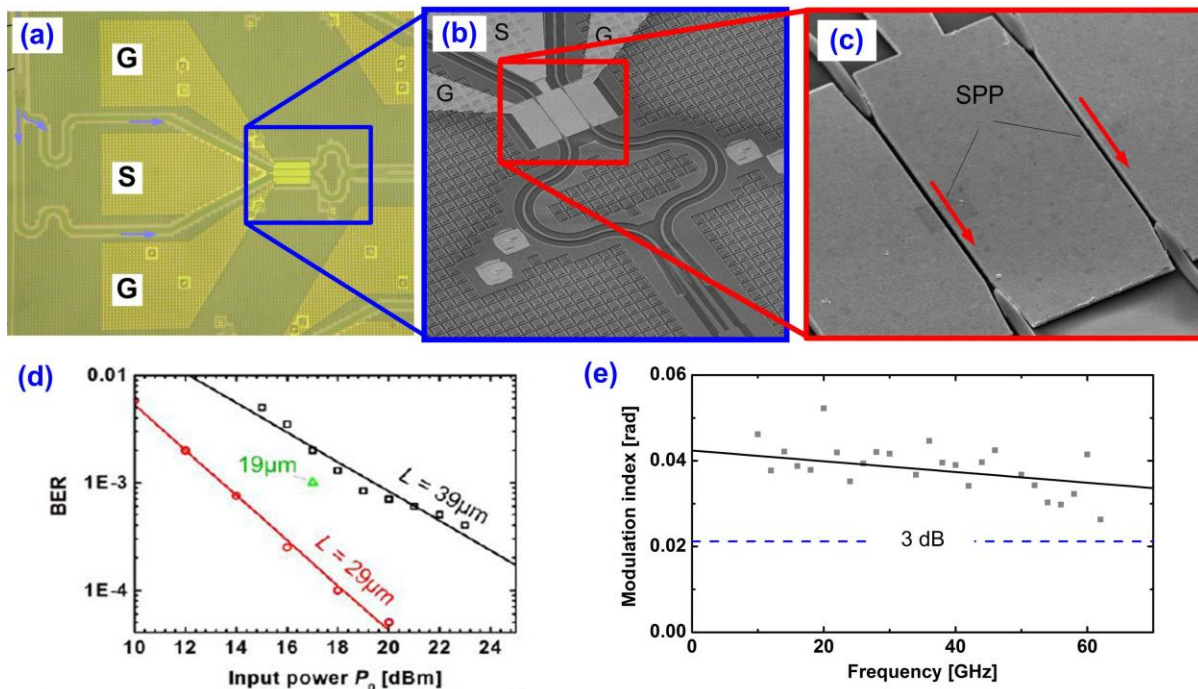 (a)
G
S
G
(b)
S
G
G
(c)
SPP
(d)
0.01
1E-3
1E-4
BER
19µm
L = 39µm
L = 29µm
10 12 14 16 18 20 22 24
Input power P₀ [dBm]
(e)
0.06
0.04
0.02
0.00
Modulation index [rad]
3 dB
0 20 40 60
Frequency [GHz]